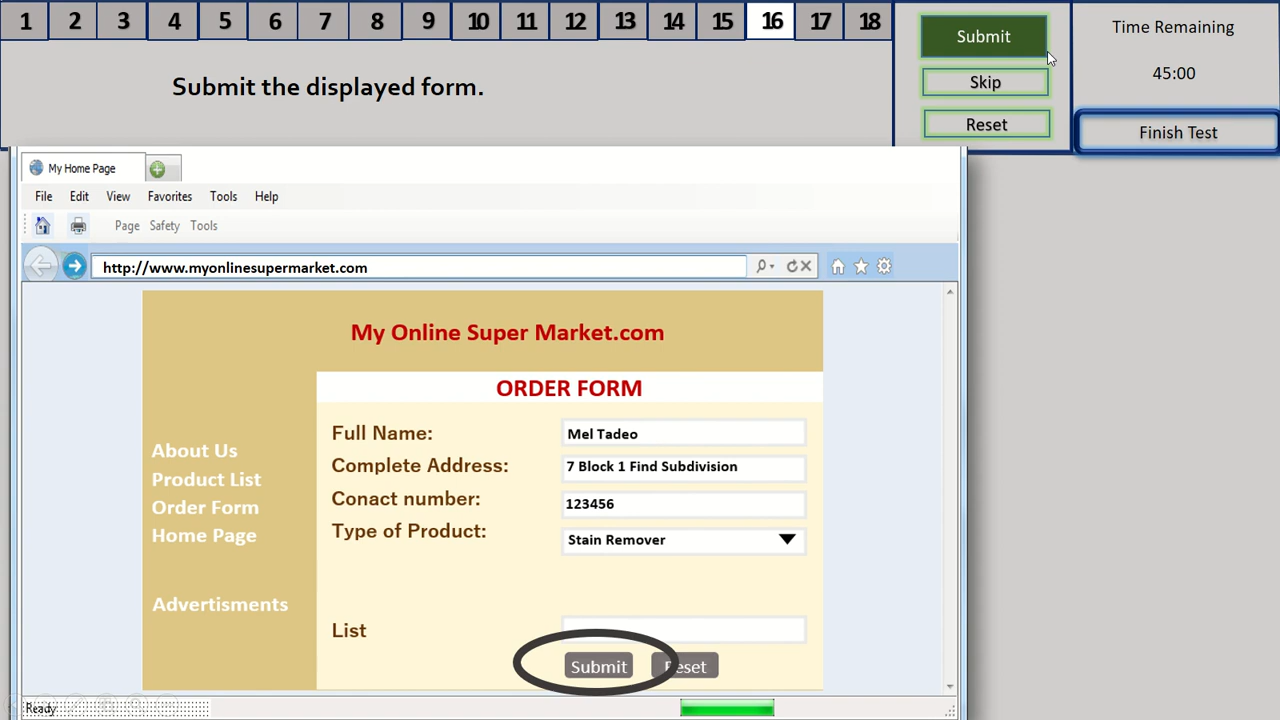 1 2 3 4 5 6 7 8 9 10 11 12 13 14 15 16 17 18
Submit
Skip
Reset
Time Remaining
45:00
Finish Test
Submit the displayed form.
My Home Page
File Edit View Favorites Tools Help
Page Safety Tools
http://www.myonlinesupermarket.com
My Online Super Market.com
ORDER FORM
About Us
Product List
Order Form
Home Page
Advertisments
Full Name: Mel Tadeo
Complete Address: 7 Block 1 Find Subdivision
Conact number: 123456
Type of Product: Stain Remover
List
Submit Reset
Ready